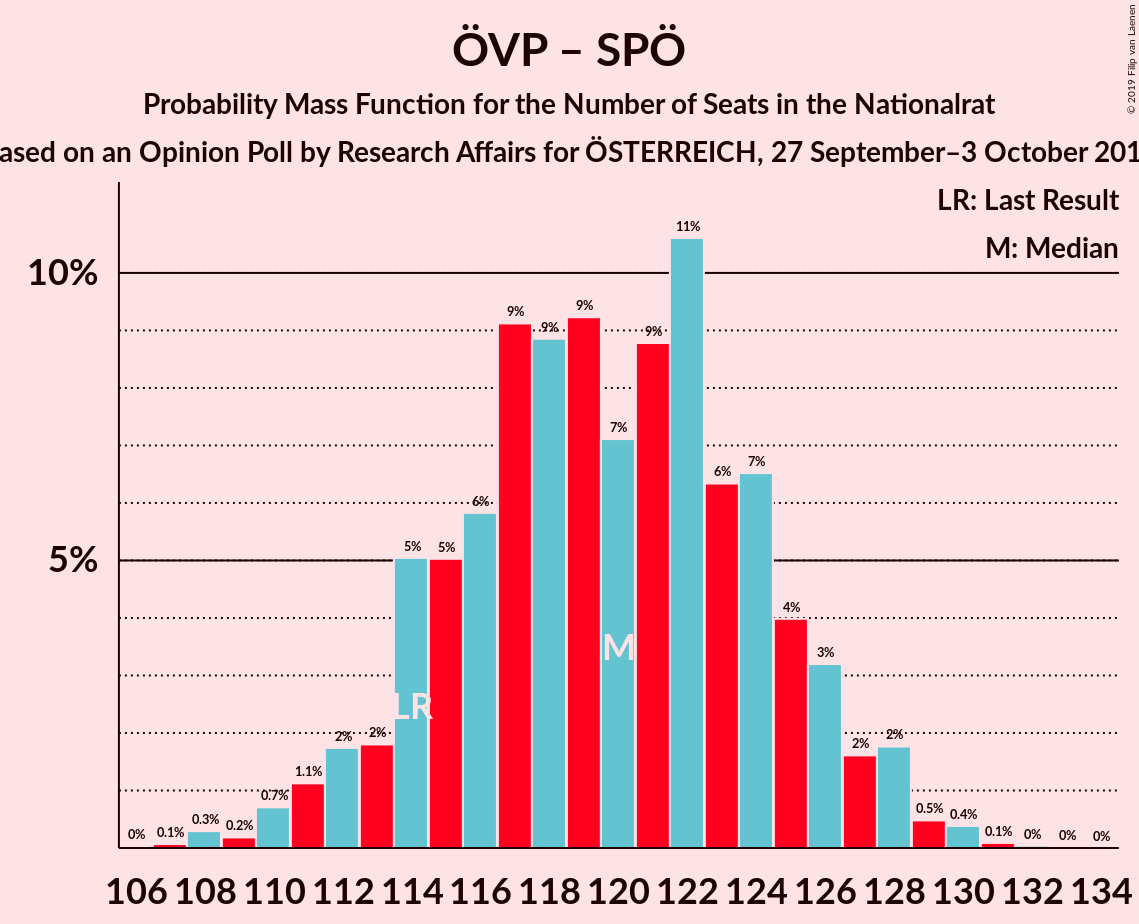 ÖVP – SPÖ
Probability Mass Function for the Number of Seats in the Nationalrat
ased on an Opinion Poll by Research Affairs for ÖSTERREICH, 27 September–3 October 201
© 2019 Filip van Laenen
LR: Last Result
M: Median
10%
5%
0% 0.1% 0.3% 0.2% 0.7% 1.1% 2% 2% 5% 5% 6% 9% 9% 9% 7% 9% 11% 6% 7% 4% 3% 2% 2% 0.5% 0.4% 0.1% 0% 0% 0%
LR
M
106 108 110 112 114 116 118 120 122 124 126 128 130 132 134